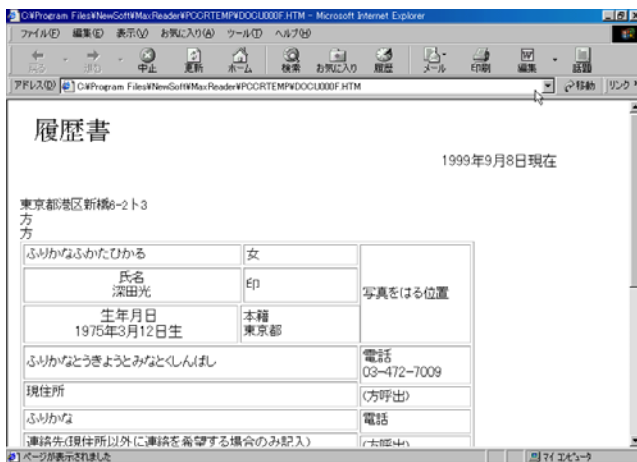 C:¥Program Files¥NewSoft¥MaxReader¥PCORTEMP¥DOCU000F.HTM - Microsoft Internet Explorer
ファイル(F) 編集(E) 表示(V) お気に入り(A) ツール(T) ヘルプ(H)
戻る 進む 中止 更新 ホーム 検索 お気に入り 履歴 メール 印刷 編集 話題
アドレス(D) C:¥Program Files¥NewSoft¥MaxReader¥PCORTEMP¥DOCU000F.HTM 移動 リンク
履歴書
1999年9月8日現在
東京都港区新橋6-2ト3
方
方
ふりかなふかたひかる 女
氏名 印 写真をはる位置
深田光
生年月日 本籍
1975年3月12日生 東京都
ふりかなとうきようとみなとくしんばし 電話
03-472-7009
現住所 (方呼出)
ふりかな 電話
連絡先(現住所以外に連絡を希望する場合のみ記入) (方呼出)
ページが表示されました マイ コンピュータ